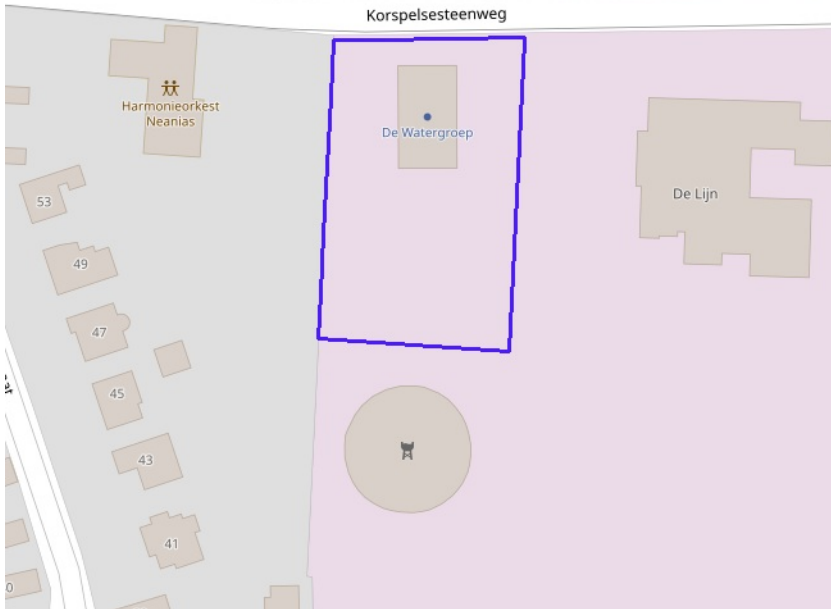 Korspelsesteenweg
Harmonieorkest
Neanias
De Watergroep
De Lijn
53
49
47
45
43
41